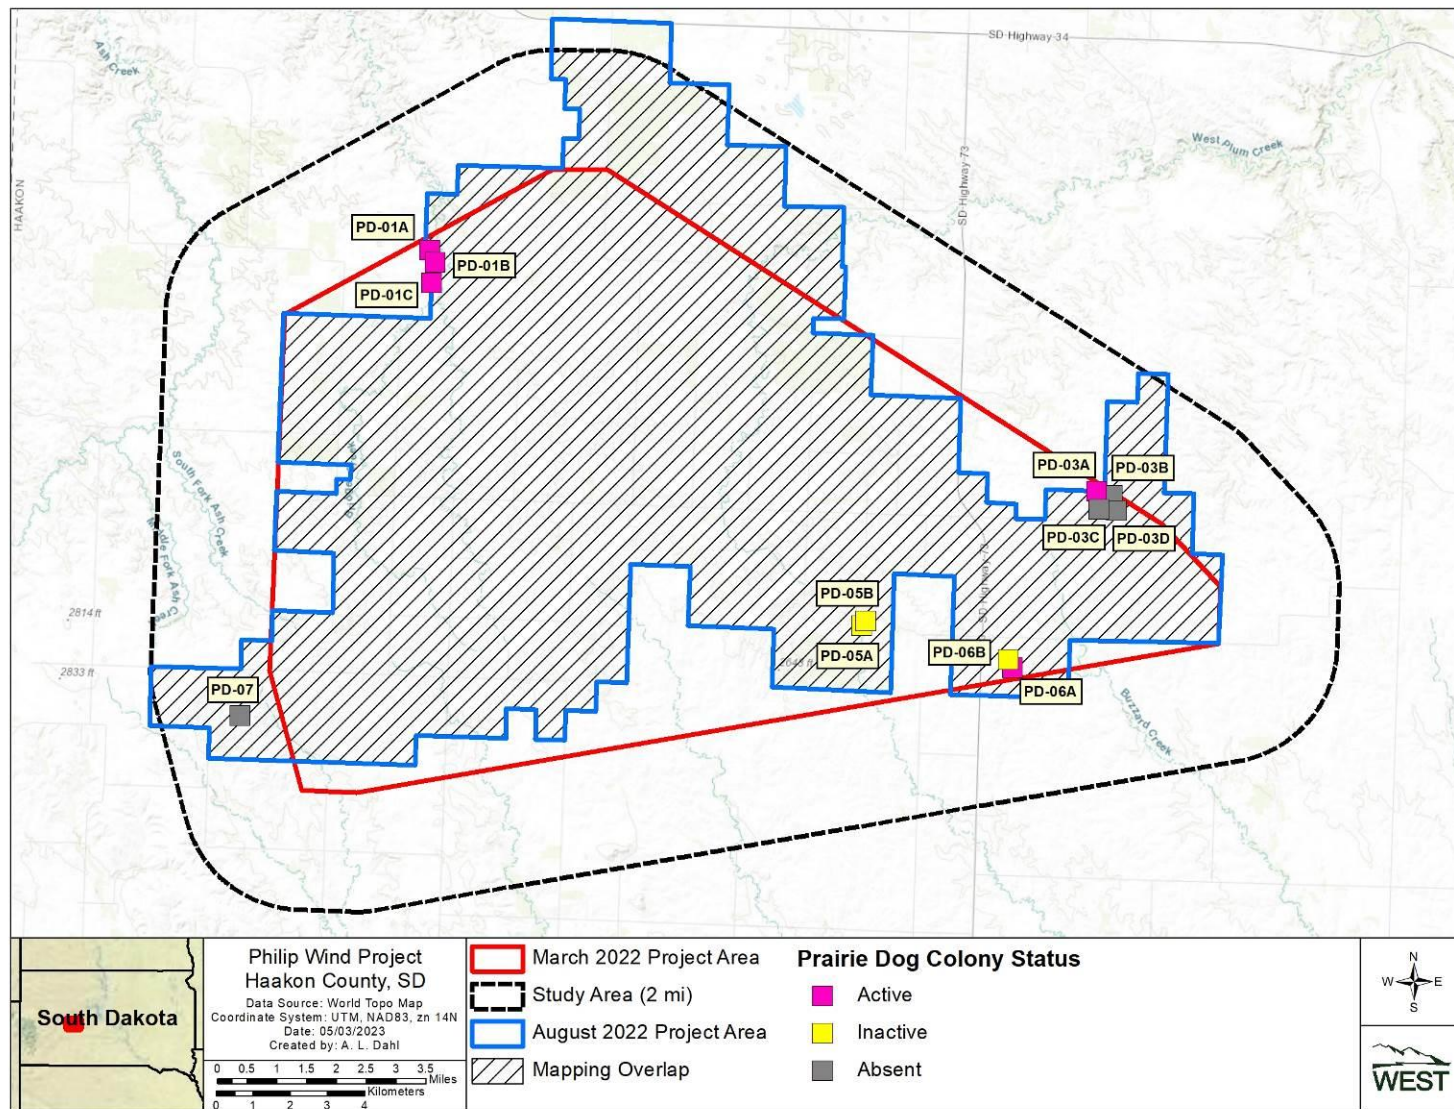 SD Highway 34
Ash Creek
West Plum Creek
HAAKON
SD Highway 73
PD-01A
PD-01B
PD-01C
PD-03A
PD-03B
South Fork Ash Creek
Middle Fork Ash Creek
PD-03C
PD-03D
SD Highway 73
2814 ft
PD-05B
PD-05A
2643 ft
PD-06B
2833 ft
PD-07
PD-06A
Buzzard Creek
South Dakota
Philip Wind Project
Haakon County, SD
Data Source: World Topo Map
Coordinate System: UTM, NAD83, zn 14N
Date: 05/03/2023
Created by: A. L. Dahl
0 0.5 1 1.5 2 2.5 3 3.5
Miles
Kilometers
0 1 2 3 4
March 2022 Project Area
Study Area (2 mi)
August 2022 Project Area
Mapping Overlap
Prairie Dog Colony Status
Active
Inactive
Absent
N
W E
S
WEST